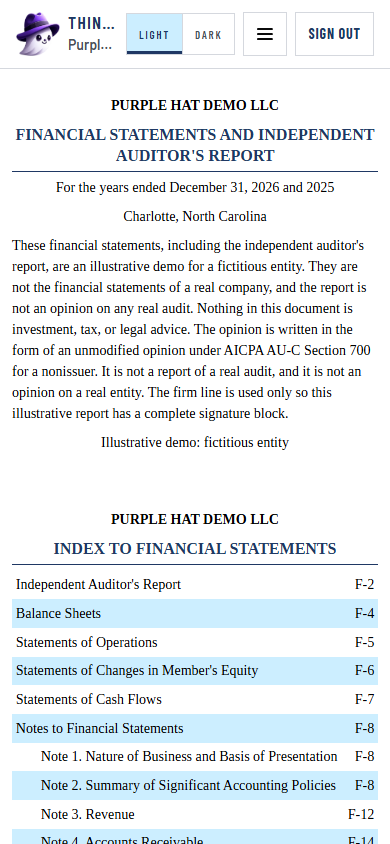 THIN...
Purpl...
LIGHT
DARK
SIGN OUT
PURPLE HAT DEMO LLC
FINANCIAL STATEMENTS AND INDEPENDENT
AUDITOR'S REPORT
For the years ended December 31, 2026 and 2025
Charlotte, North Carolina
These financial statements, including the independent auditor's
report, are an illustrative demo for a fictitious entity. They are
not the financial statements of a real company, and the report is
not an opinion on any real audit. Nothing in this document is
investment, tax, or legal advice. The opinion is written in the
form of an unmodified opinion under AICPA AU-C Section 700
for a nonissuer. It is not a report of a real audit, and it is not an
opinion on a real entity. The firm line is used only so this
illustrative report has a complete signature block.
Illustrative demo: fictitious entity
PURPLE HAT DEMO LLC
INDEX TO FINANCIAL STATEMENTS
Independent Auditor's Report F-2
Balance Sheets F-4
Statements of Operations F-5
Statements of Changes in Member's Equity F-6
Statements of Cash Flows F-7
Notes to Financial Statements F-8
Note 1. Nature of Business and Basis of Presentation F-8
Note 2. Summary of Significant Accounting Policies F-8
Note 3. Revenue F-12
Note 4. Accounts Receivable F-14